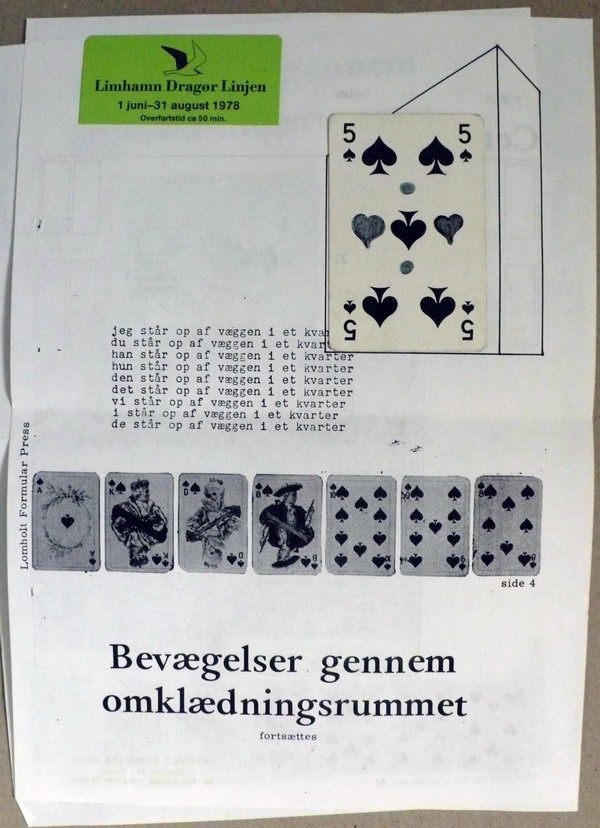 Limhamn Dragør Linjen
1 juni–31 august 1978
Overfartstid ca 50 min.
5 5
5 5
jeg står op af væggen i et kvar
du står op af væggen i et kvar
han står op af væggen i et kvarter
hun står op af væggen i et kvarter
den står op af væggen i et kvarter
det står op af væggen i et kvarter
vi står op af væggen i et kvarter
i står op af væggen i et kvarter
de står op af væggen i et kvarter
Lomholt Formular Press
A K D B
A K D B
side 4
Bevægelser gennem
omklædningsrummet
fortsættes